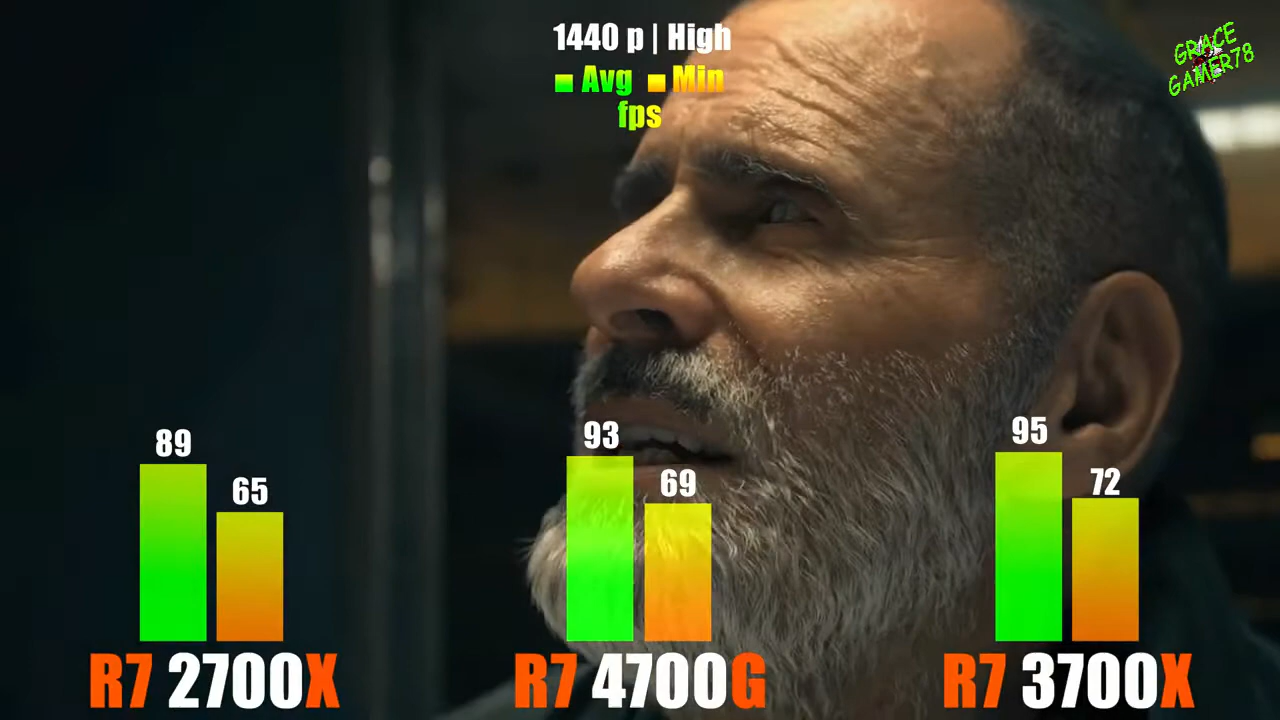 1440 p | High
Avg Min
fps
GRACE
GAMER78
89
65
93
69
95
72
R7 2700X
R7 4700G
R7 3700X